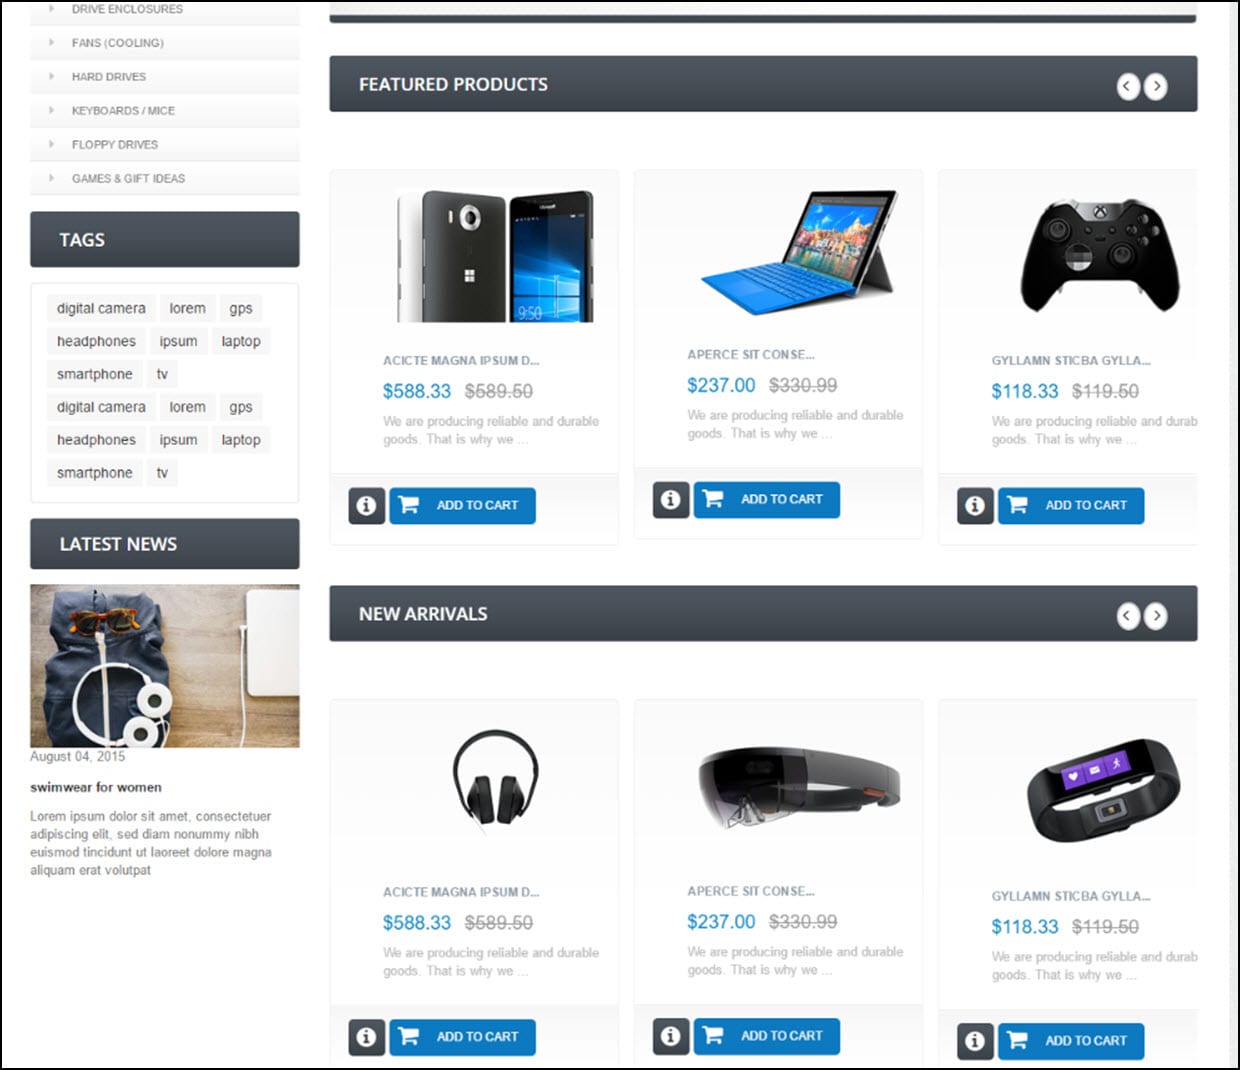 DRIVE ENCLOSURES
FANS (COOLING)
HARD DRIVES
KEYBOARDS / MICE
FLOPPY DRIVES
GAMES & GIFT IDEAS
TAGS
digital camera lorem gps
headphones ipsum laptop
smartphone tv
digital camera lorem gps
headphones ipsum laptop
smartphone tv
LATEST NEWS
August 04, 2015
swimwear for women
Lorem ipsum dolor sit amet, consectetuer
adipiscing elit, sed diam nonummy nibh
euismod tincidunt ut laoreet dolore magna
aliquam erat volutpat
FEATURED PRODUCTS
Microsoft
9:50
ACICTE MAGNA IPSUM D...
$588.33 $589.50
We are producing reliable and durable
goods. That is why we ...
ADD TO CART
APERCE SIT CONSE...
$237.00 $330.99
We are producing reliable and durable
goods. That is why we ...
ADD TO CART
GYLLAMN STICBA GYLLA...
$118.33 $119.50
We are producing reliable and durab
goods. That is why we ...
ADD TO CART
NEW ARRIVALS
ACICTE MAGNA IPSUM D...
$588.33 $589.50
We are producing reliable and durable
goods. That is why we ...
ADD TO CART
APERCE SIT CONSE...
$237.00 $330.99
We are producing reliable and durable
goods. That is why we ...
ADD TO CART
GYLLAMN STICBA GYLLA...
$118.33 $119.50
We are producing reliable and durab
goods. That is why we ...
ADD TO CART